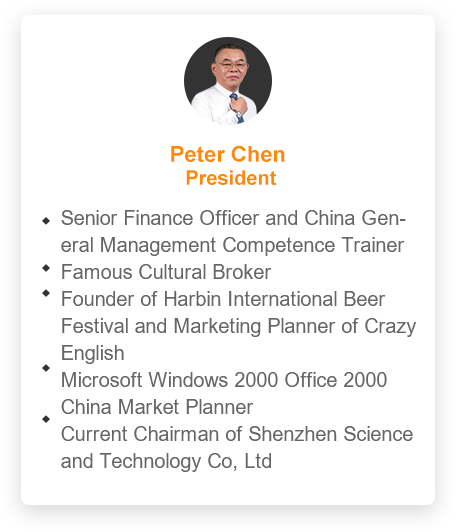 Peter Chen
President
Senior Finance Officer and China Gen-
eral Management Competence Trainer
Famous Cultural Broker
Founder of Harbin International Beer
Festival and Marketing Planner of Crazy
English
Microsoft Windows 2000 Office 2000
China Market Planner
Current Chairman of Shenzhen Science
and Technology Co, Ltd